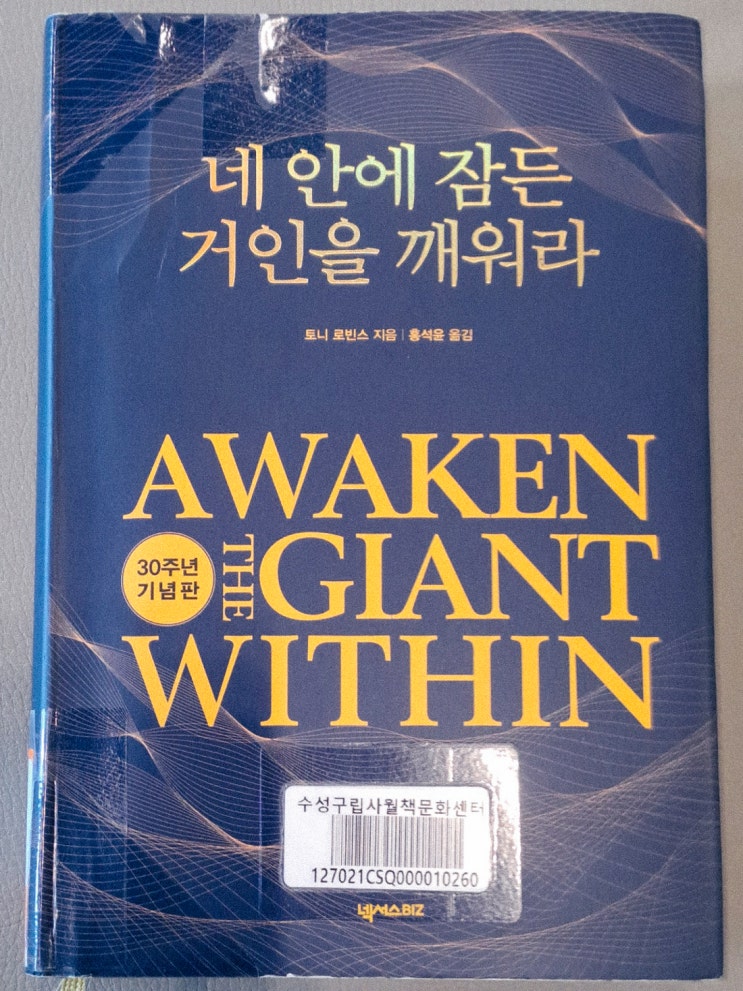 네 안에 잠든
거인을 깨워라
토니 로빈스 지음 | 홍석윤 옮김
AWAKEN
30주년
기념판
THE
GIANT
WITHIN
수성구립사월책문화센터
127021CSQ000010260
넥서스BIZ